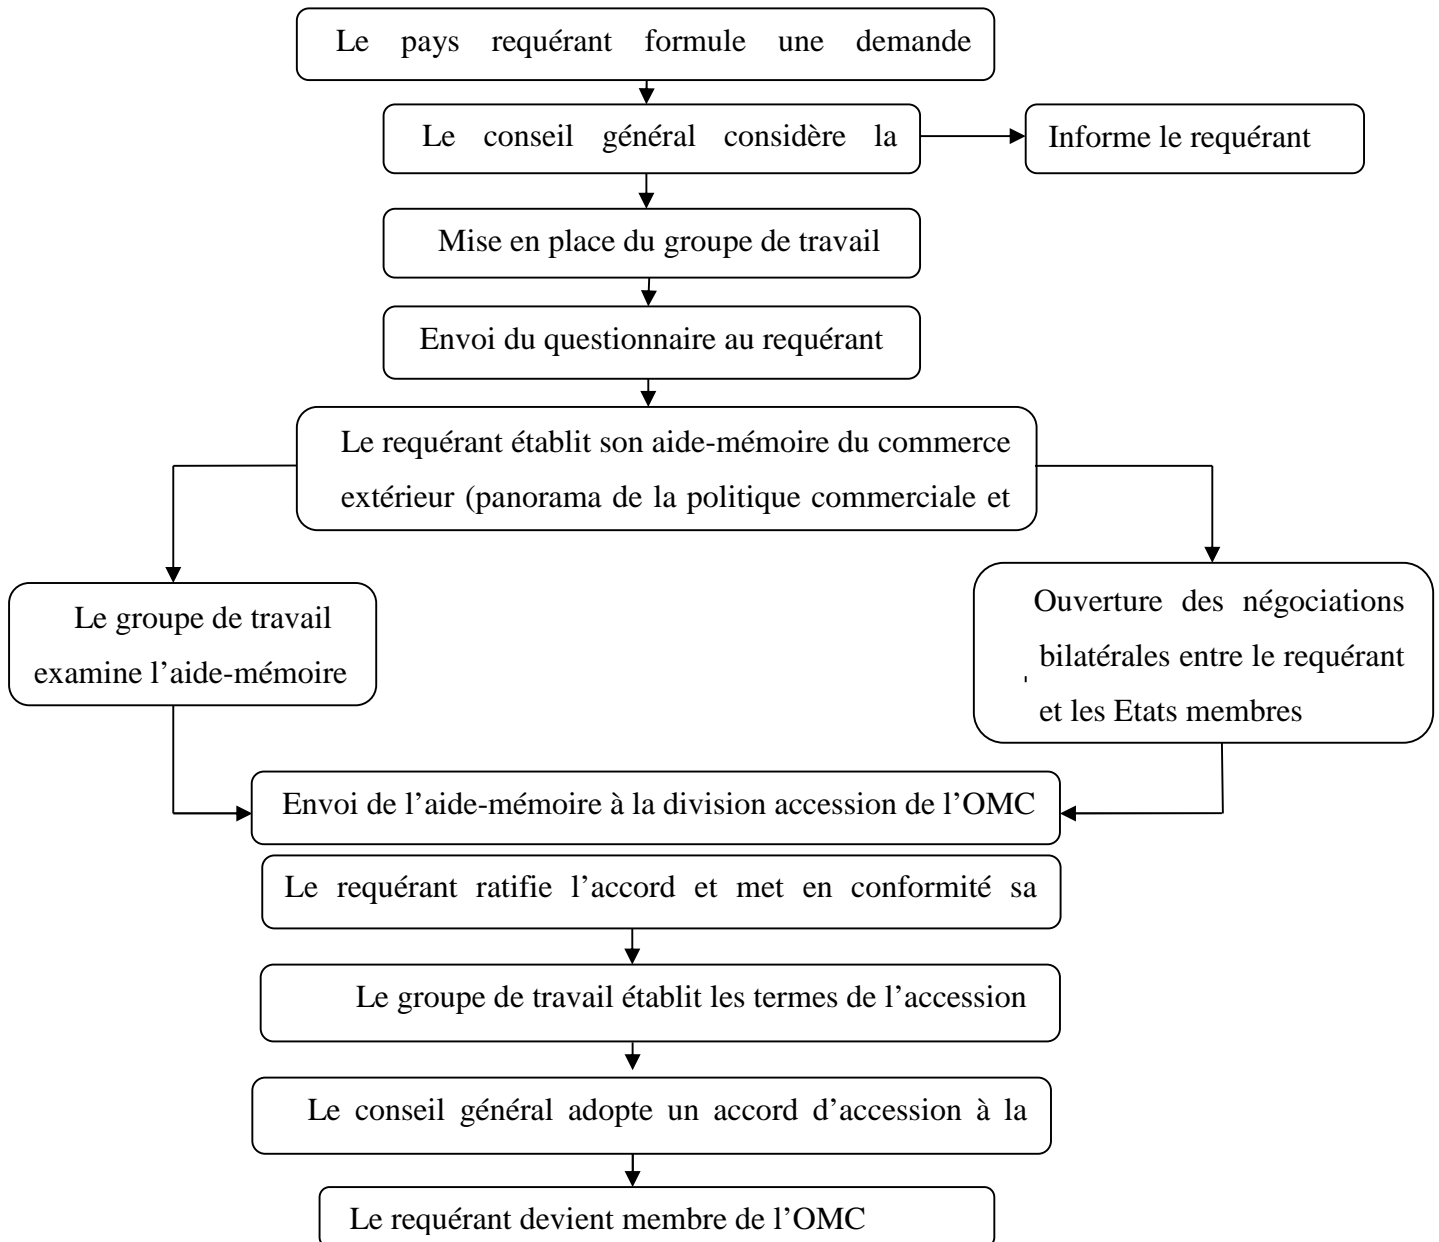 Le pays requérant formule une demande
Le conseil général considère la
Informe le requérant
Mise en place du groupe de travail
Envoi du questionnaire au requérant
Le requérant établit son aide-mémoire du commerce
extérieur (panorama de la politique commerciale et
Le groupe de travail
examine l’aide-mémoire
Ouverture des négociations
bilatérales entre le requérant
et les Etats membres
Envoi de l’aide-mémoire à la division accession de l’OMC
Le requérant ratifie l’accord et met en conformité sa
Le groupe de travail établit les termes de l’accession
Le conseil général adopte un accord d’accession à la
Le requérant devient membre de l’OMC